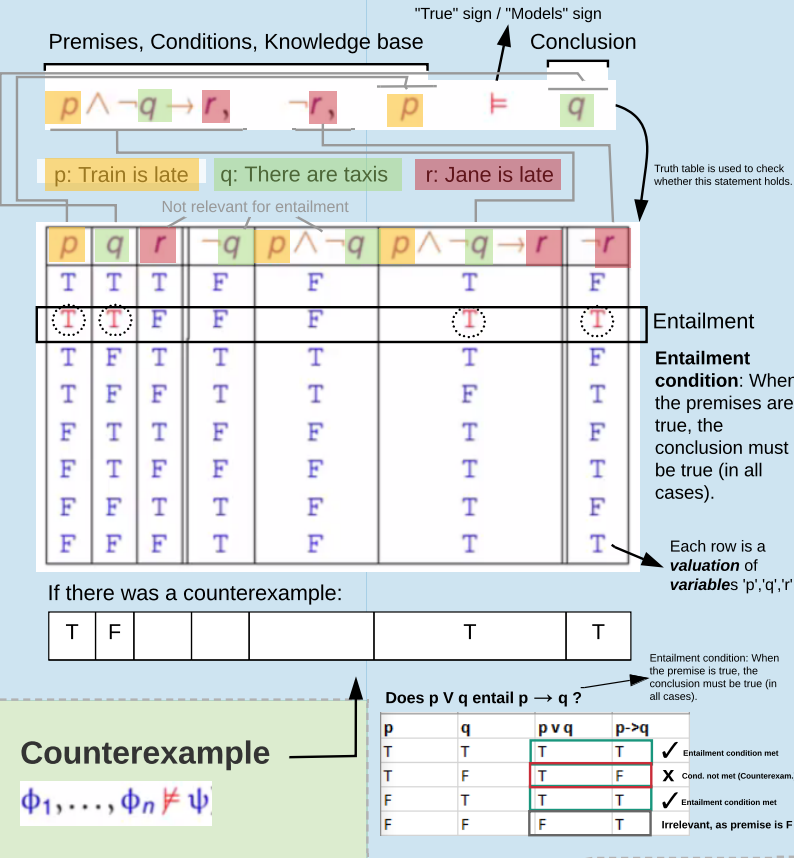 "True" sign / "Models" sign
Premises, Conditions, Knowledge base
Conclusion
p ∧ ¬q → r, ¬r, p ⊨ q
Truth table is used to check
whether this statement holds.
p: Train is late
q: There are taxis
r: Jane is late
Not relevant for entailment
p q r ¬q p ∧ ¬q p ∧ ¬q → r ¬r
T T T F F T F
T T F F F T T
T F T T T T F
T F F T T F T
F T T F F T F
F T F F F T T
F F T T F T F
F F F T F T T
Entailment
Entailment
condition: When
the premises are
true, the
conclusion must
be true (in all
cases).
Each row is a
valuation of
variables 'p','q','r'
If there was a counterexample:
T F T T
Entailment condition: When
the premise is true, the
conclusion must be true (in
all cases).
Does p V q entail p → q ?
p q p v q p->q
T T T T ✓ Entailment condition met
T F T F x Cond. not met (Counterexam.
F T T T ✓ Entailment condition met
F F F T Irrelevant, as premise is F
Counterexample
ϕ1,...,ϕn ⊭ ψ